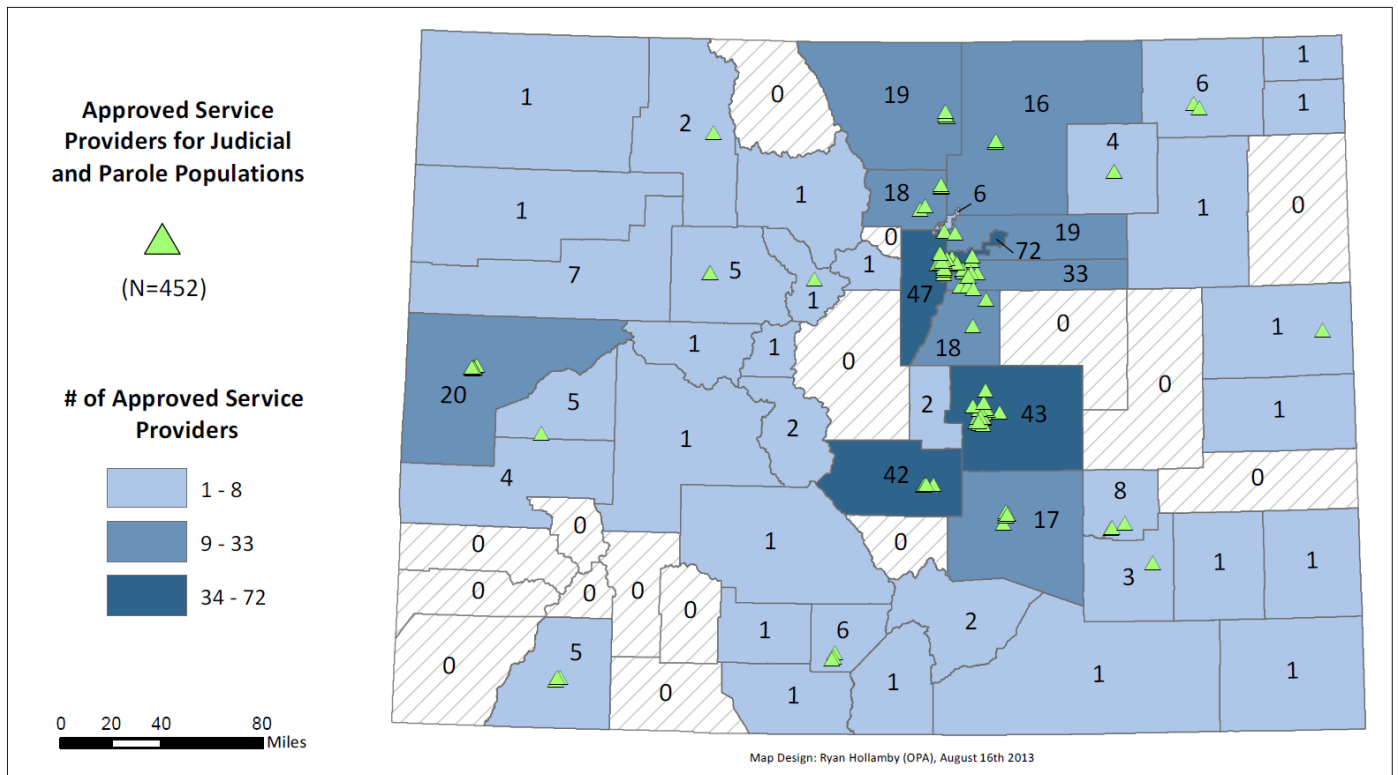 Approved Service
Providers for Judicial
and Parole Populations
(N=452)
# of Approved Service
Providers
1 - 8
9 - 33
34 - 72
0 20 40 80
Miles
1 2 0 19 16 6 1
1
4
1 1 18 6 1 0
0 19
72
7 5 1 1 47 33
20 1 1 0 18 0 0 1
5 2 43 1
1 2
4 42 8 0
0 0 1 0 17 1 1
0 0 0 0 3
1 6 2
0 5 0 1 1 1 1
Map Design: Ryan Hollamby (OPA), August 16th 2013